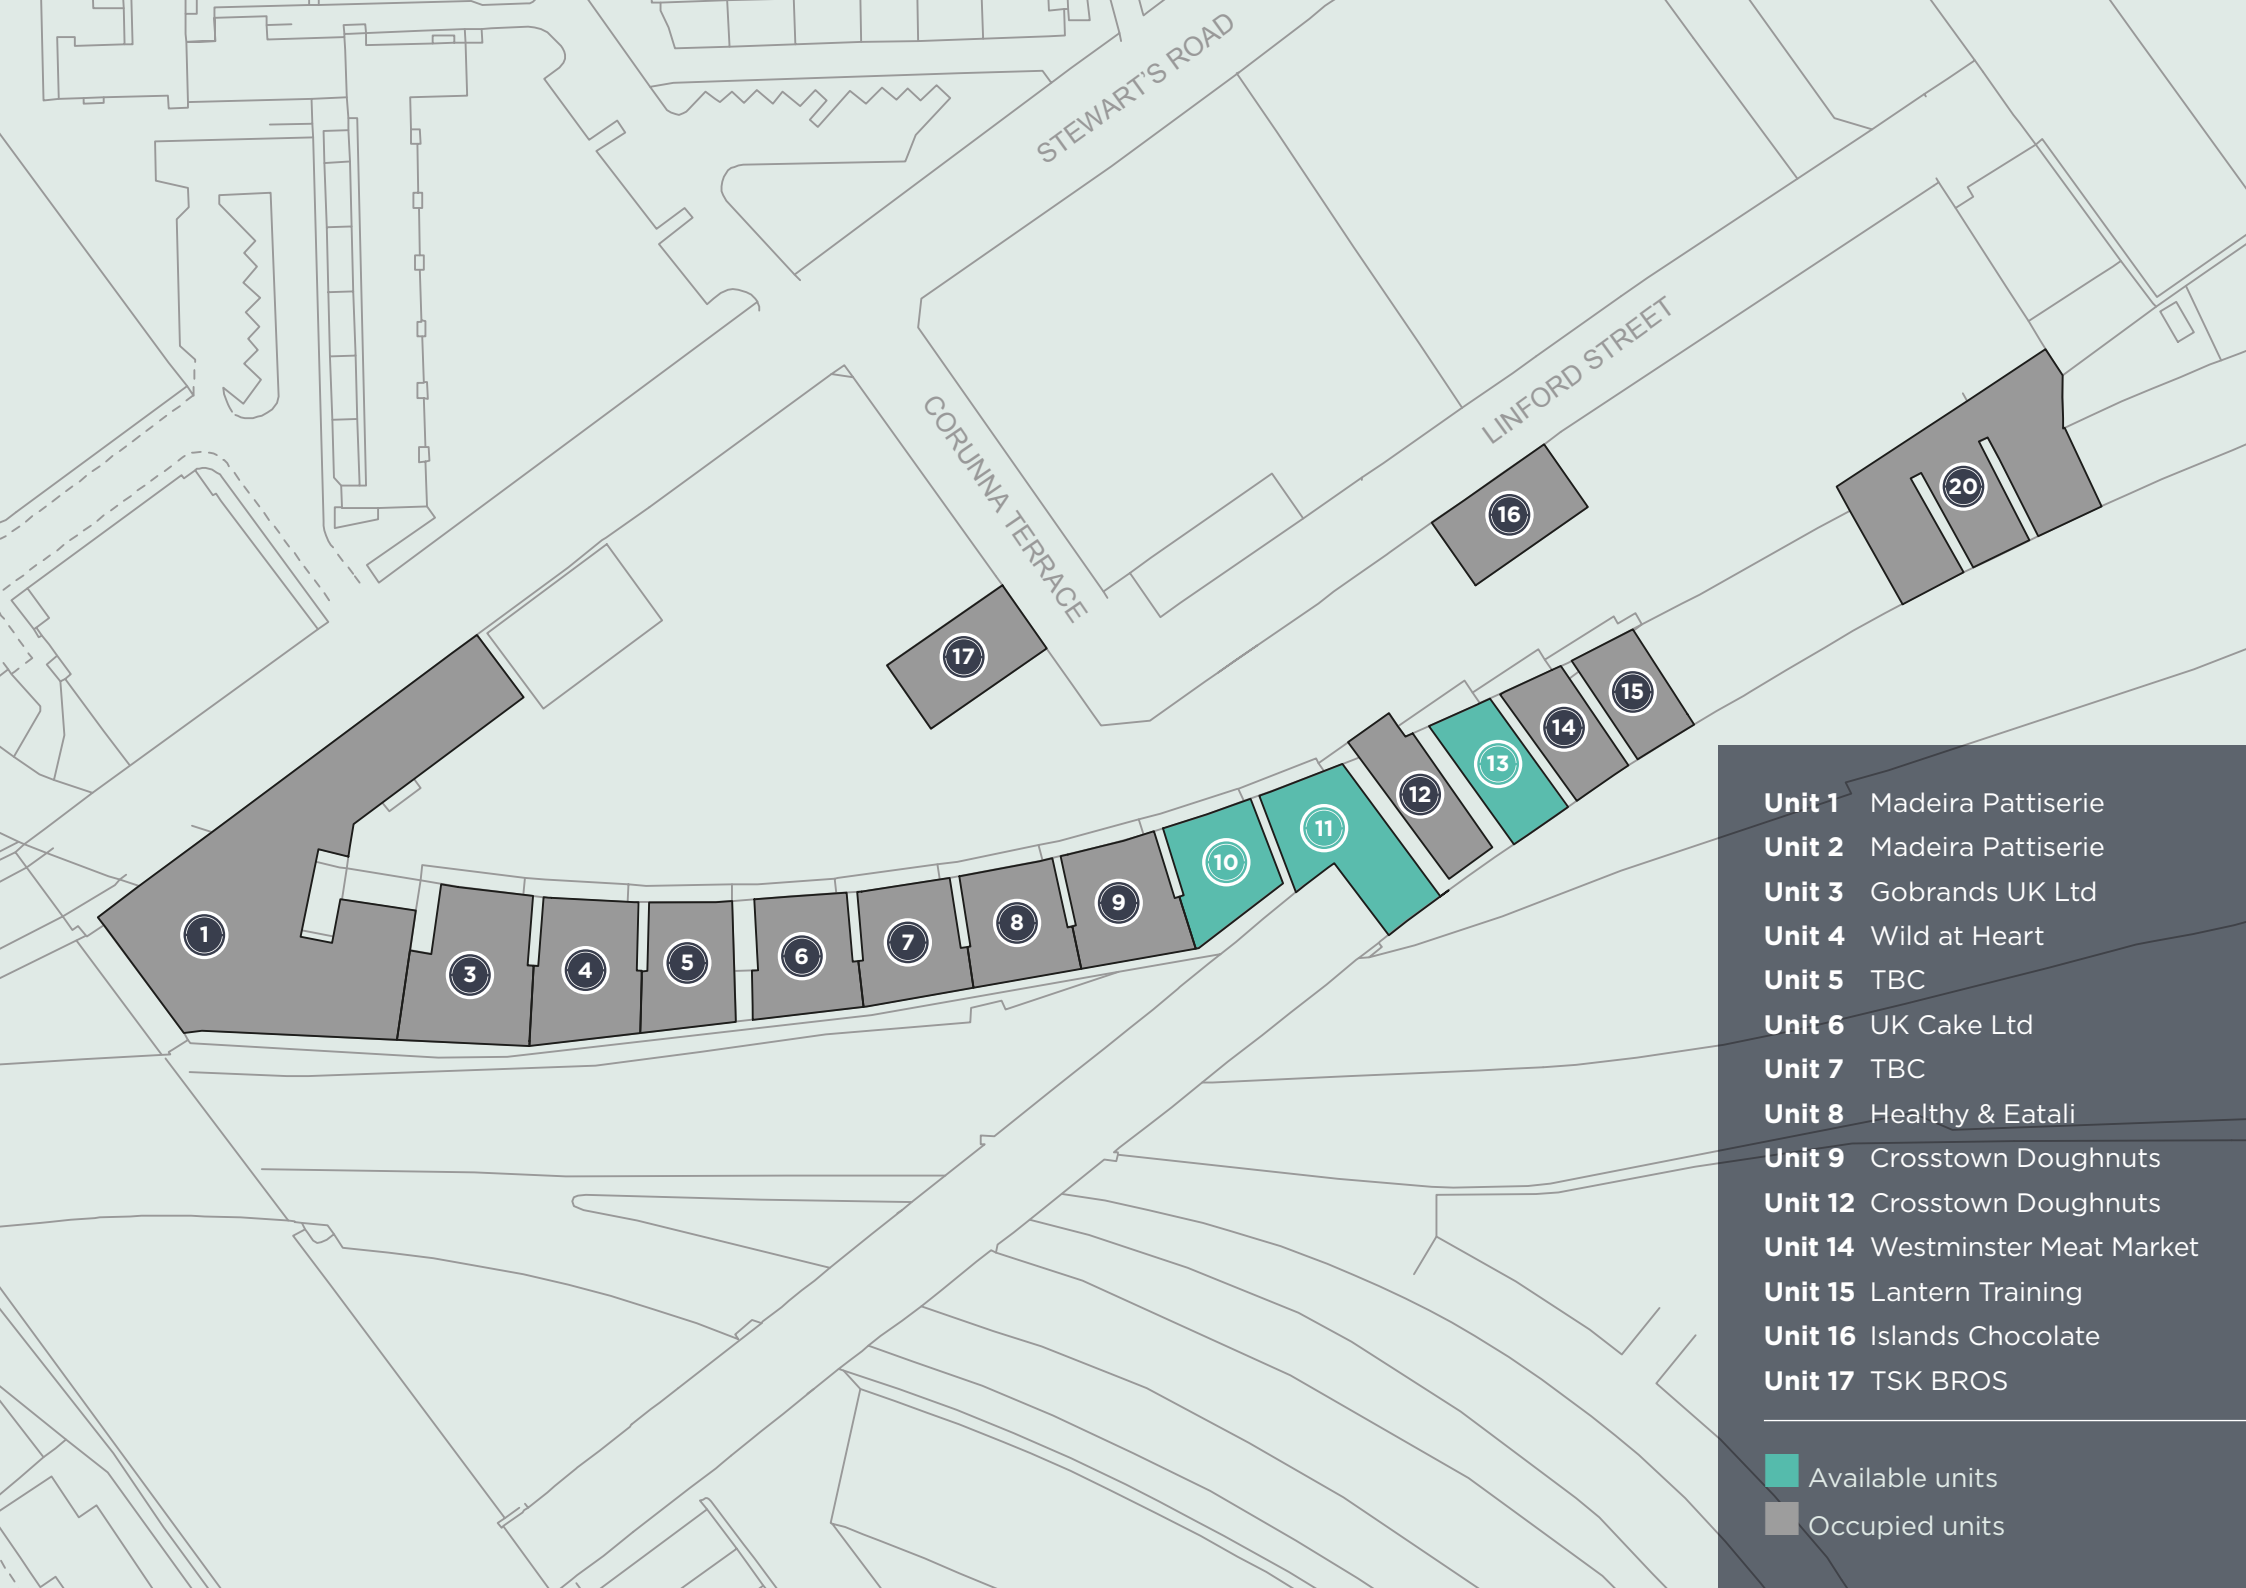 STEWART'S ROAD
LINFORD STREET
CORUNNA TERRACE
20
16
17
15
14
13
12
11
10
9
8
7
6
5
4
3
1
Unit 1 Madeira Pattiserie
Unit 2 Madeira Pattiserie
Unit 3 Gobrands UK Ltd
Unit 4 Wild at Heart
Unit 5 TBC
Unit 6 UK Cake Ltd
Unit 7 TBC
Unit 8 Healthy & Eatali
Unit 9 Crosstown Doughnuts
Unit 12 Crosstown Doughnuts
Unit 14 Westminster Meat Market
Unit 15 Lantern Training
Unit 16 Islands Chocolate
Unit 17 TSK BROS
Available units
Occupied units